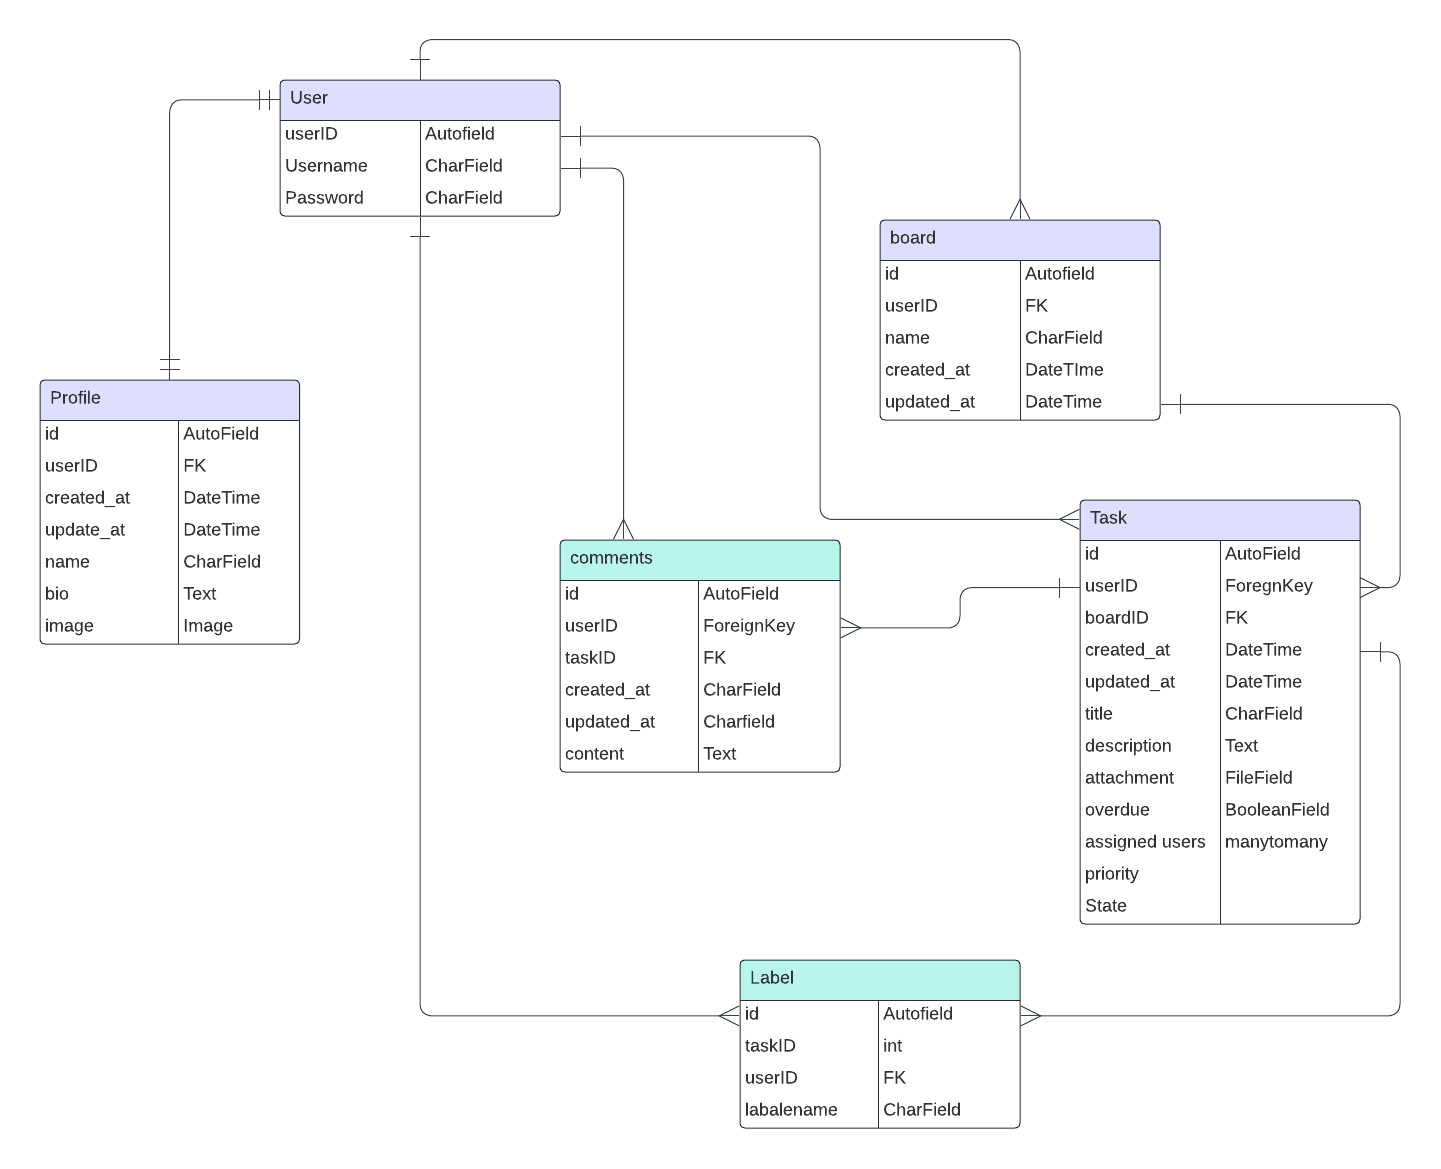 User
userID Autofield
Username CharField
Password CharField
board
id Autofield
userID FK
name CharField
created_at DateTIme
updated_at DateTime
Profile
id AutoField
userID FK
created_at DateTime
update_at DateTime
name CharField
bio Text
image Image
comments
id AutoField
userID ForeignKey
taskID FK
created_at CharField
updated_at Charfield
content Text
Task
id AutoField
userID ForegnKey
boardID FK
created_at DateTime
updated_at DateTime
title CharField
description Text
attachment FileField
overdue BooleanField
assigned users manytomany
priority
State
Label
id Autofield
taskID int
userID FK
labalename CharField